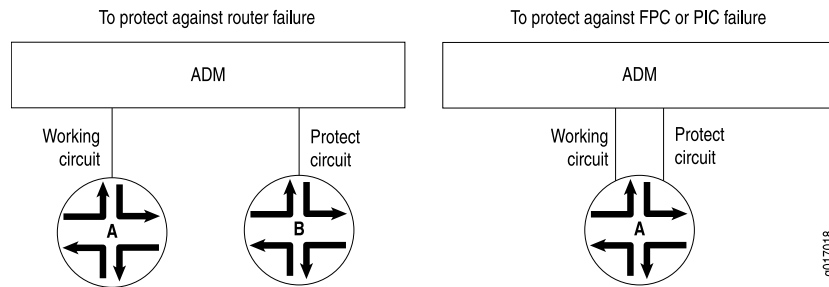 To protect against router failure
To protect against FPC or PIC failure
ADM
ADM
Working
circuit
Protect
circuit
Working
circuit
Protect
circuit
A
B
A
g017018